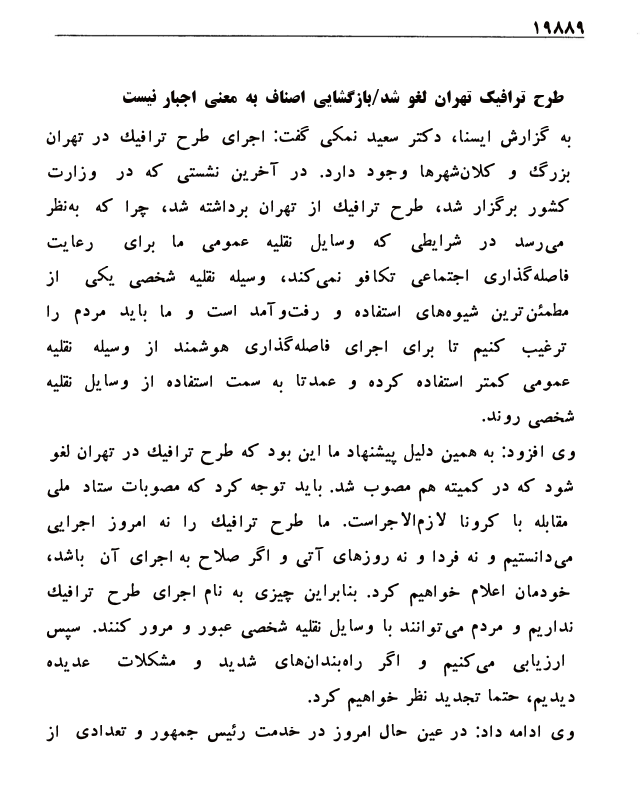 ۱۹۸۸۹
طرح ترافیک تهران لغو شد/بازگشایی اصناف به معنی اجبار نیست
به گزارش ایسنا، دکتر سعید نمکی گفت: اجرای طرح ترافیک در تهران
بزرگ و کلان‌شهرها وجود دارد. در آخرین نشستی که در وزارت
کشور برگزار شد، طرح ترافیک از تهران برداشته شد، چرا که به‌نظر
می‌رسد در شرایطی که وسایل نقلیه عمومی ما برای رعایت
فاصله‌گذاری اجتماعی تکافو نمی‌کند، وسیله نقلیه شخصی یکی از
مطمئن‌ترین شیوه‌های استفاده و رفت‌وآمد است و ما باید مردم را
ترغیب کنیم تا برای اجرای فاصله‌گذاری هوشمند از وسیله نقلیه
عمومی کمتر استفاده کرده و عمدتا به سمت استفاده از وسایل نقلیه
شخصی روند.
وی افزود: به همین دلیل پیشنهاد ما این بود که طرح ترافیک در تهران لغو
شود که در کمیته هم مصوب شد. باید توجه کرد که مصوبات ستاد ملی
مقابله با کرونا لازم‌الاجراست. ما طرح ترافیک را نه امروز اجرایی
می‌دانستیم و نه فردا و نه روزهای آتی و اگر صلاح به اجرای آن باشد،
خودمان اعلام خواهیم کرد. بنابراین چیزی به نام اجرای طرح ترافیک
نداریم و مردم می‌توانند با وسایل نقلیه شخصی عبور و مرور کنند. سپس
ارزیابی می‌کنیم و اگر راه‌بندان‌های شدید و مشکلات عدیده
دیدیم، حتما تجدید نظر خواهیم کرد.
وی ادامه داد: در عین حال امروز در خدمت رئیس جمهور و تعدادی از